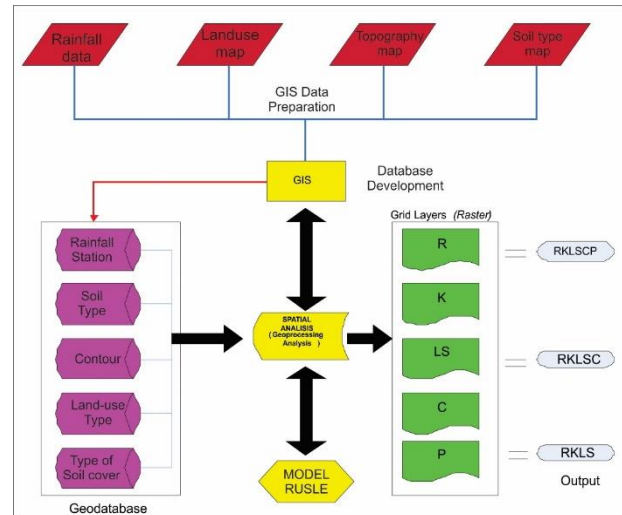 Rainfall
data
Landuse
map
Topography
map
Soil type
map
GIS Data
Preparation
GIS
Database
Development
Grid Layers (Raster)
Rainfall
Station
Soil
Type
Contour
Land-use
Type
Type of
Soil cover
Geodatabase
SPATIAL
ANALISIS
(Geoprocessing
Analysis )
MODEL
RUSLE
R
K
LS
C
P
RKLSCP
RKLSC
RKLS
Output